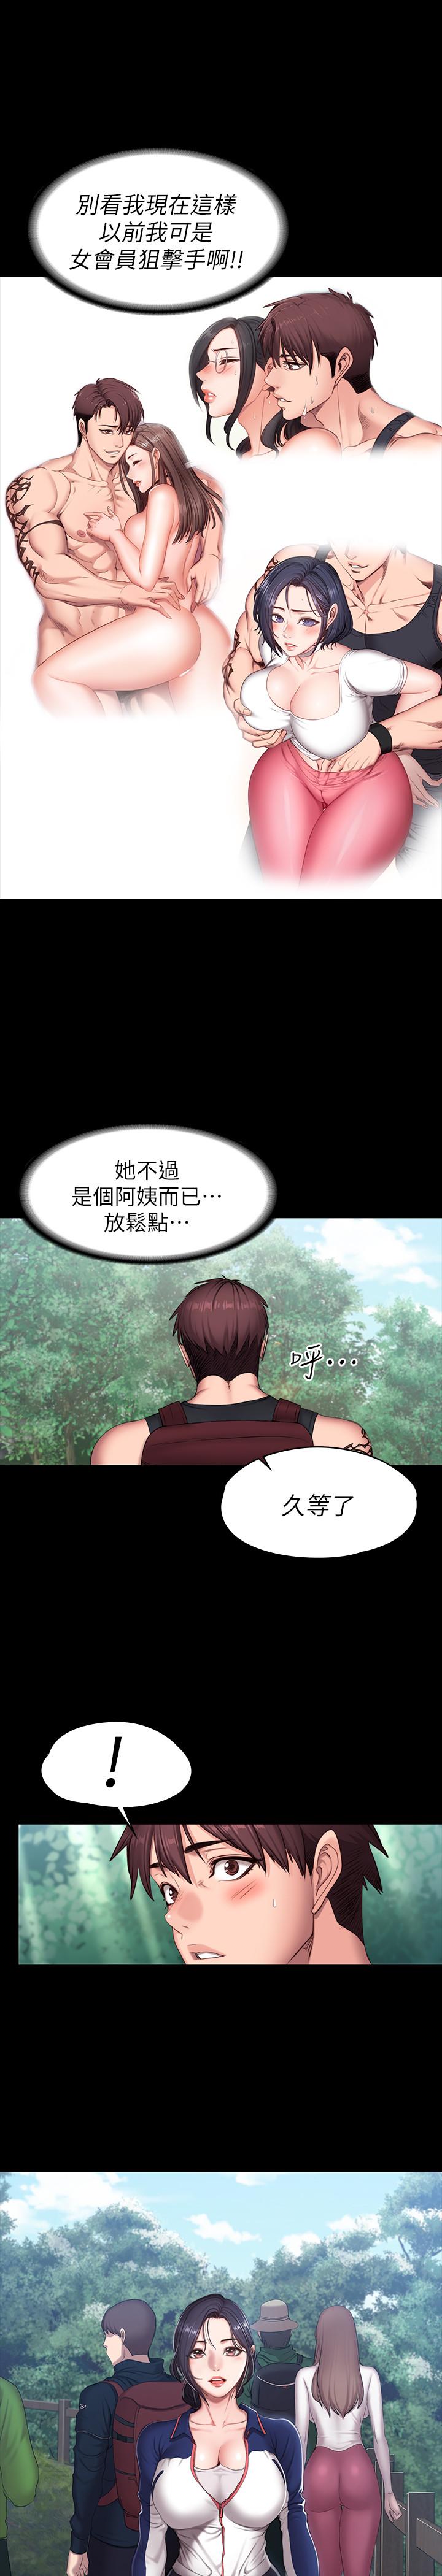 別看我現在這樣
以前我可是
女會員狙擊手啊!!
她不過
是個阿姨而已…
放鬆點…
呼…
久等了
!